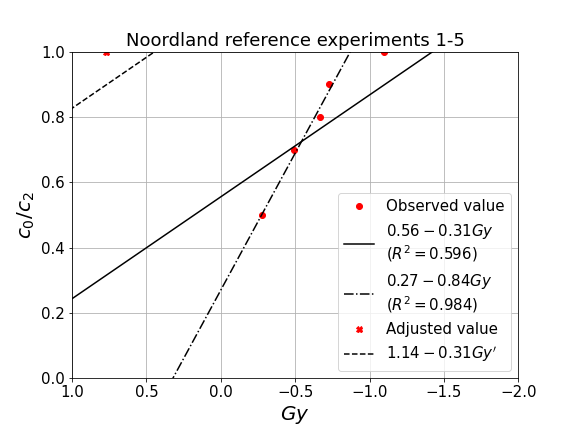 Noordland reference experiments 1-5
1.0
0.8
0.6
0.4
0.2
0.0
c₀/c₂
Observed value
0.56 − 0.31Gy
(R² = 0.596)
0.27 − 0.84Gy
(R² = 0.984)
Adjusted value
1.14 − 0.31Gy′
1.0 0.5 0.0 −0.5 −1.0 −1.5 −2.0
Gy